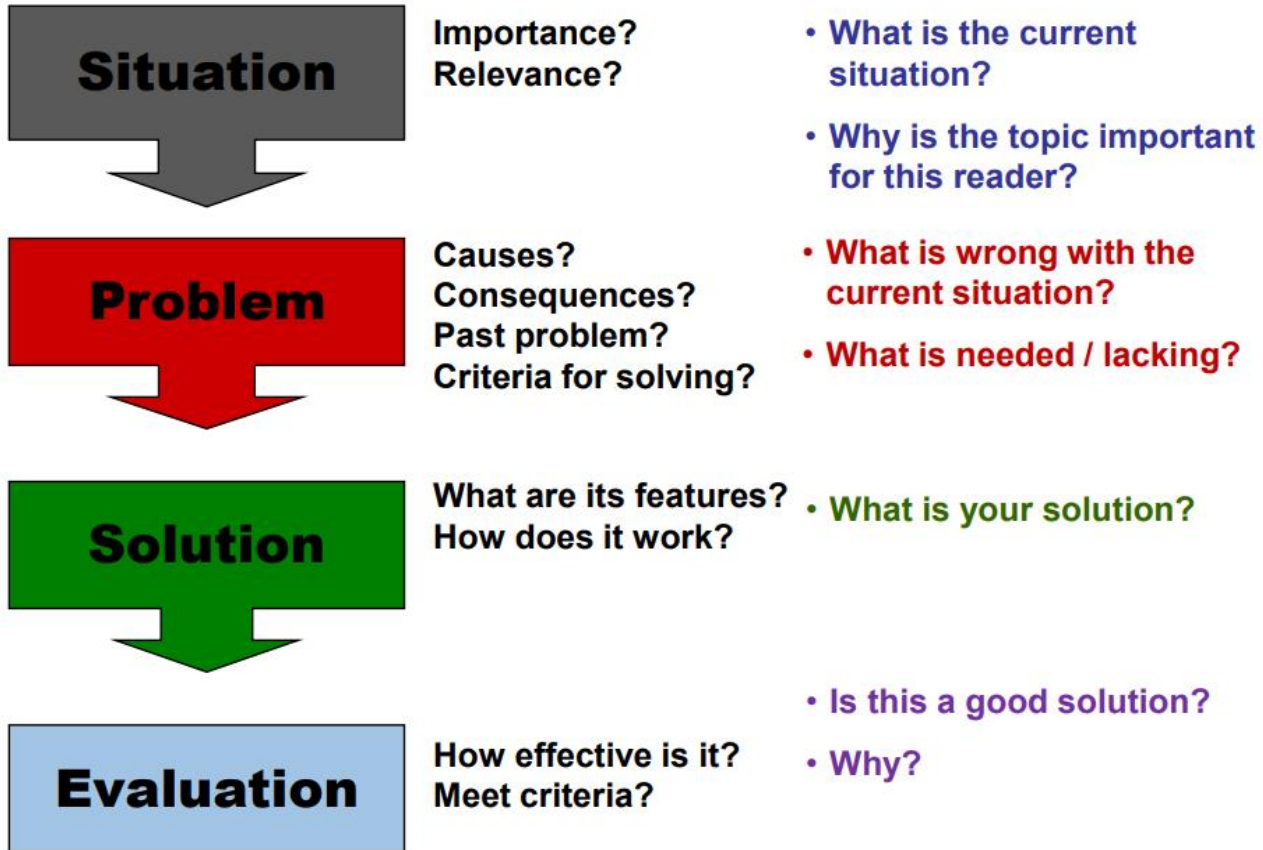 Situation
Importance?
Relevance?
• What is the current
situation?
• Why is the topic important
for this reader?
Problem
Causes?
Consequences?
Past problem?
Criteria for solving?
• What is wrong with the
current situation?
• What is needed / lacking?
Solution
What are its features?
How does it work?
• What is your solution?
Evaluation
How effective is it?
Meet criteria?
• Is this a good solution?
• Why?